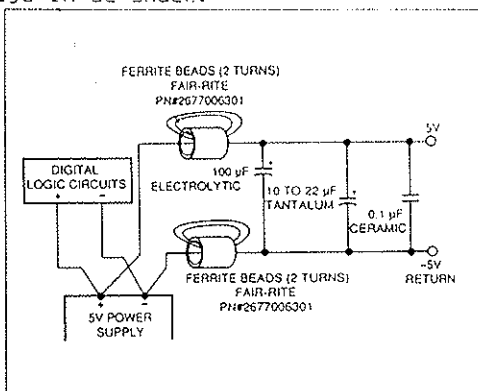 FERRITE BEADS (2 TURNS)
FAIR-RITE
PN#2677006301
5V
DIGITAL
LOGIC CIRCUITS
+ −
100 µF
ELECTROLYTIC
+
10 TO 22 µF
TANTALUM
+
0.1 µF
CERAMIC
-5V
RETURN
FERRITE BEADS (2 TURNS)
FAIR-RITE
PN#2677006301
+ −
5V POWER
SUPPLY